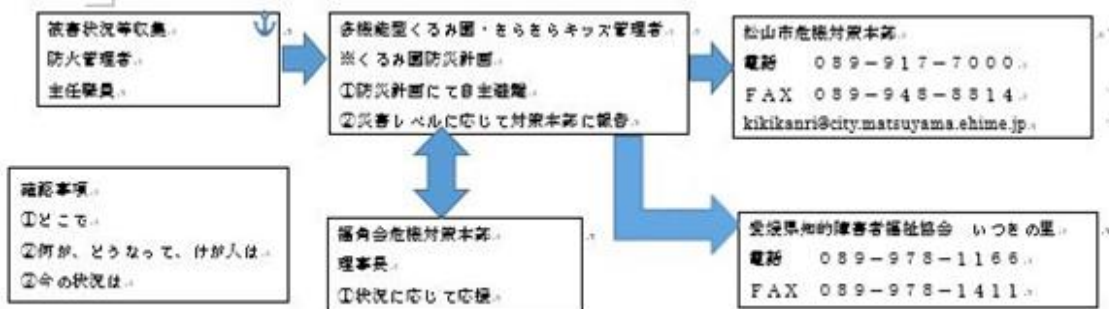 被害状況等収集
防火管理者
主任職員
多機能型くるみ園・きらきらキッズ管理者
※くるみ園防災計画
①防災計画にて自主避難
②災害レベルに応じて対策本部に報告
松山市危機対策本部
電話　089-917-7000
FAX　089-948-8814
kikikanri@city.matsuyama.ehime.jp
確認事項
①どこで
②何が、どうなって、けが人は
②今の状況は
福角会危機対策本部
理事長
①状況に応じて応援
愛媛県知的障害者福祉協会　いつきの里
電話　089-978-1166
FAX　089-978-1411